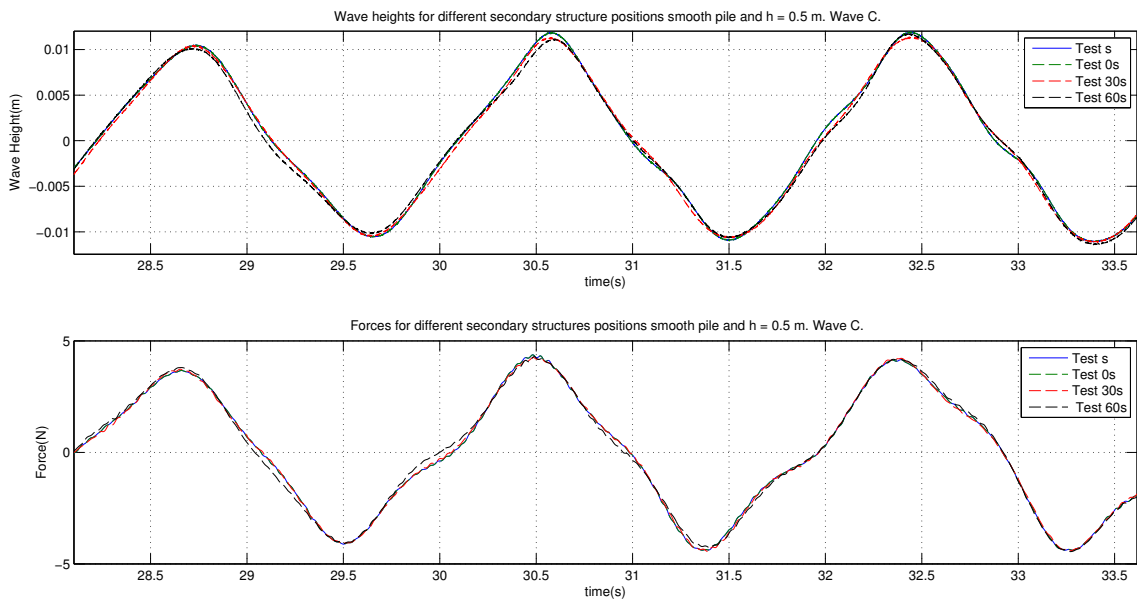 Wave heights for different secondary structure positions smooth pile and h = 0.5 m. Wave C.
0.01
0.005
0
−0.005
−0.01
Wave Height(m)
Test s
Test 0s
Test 30s
Test 60s
28.5 29 29.5 30 30.5 31 31.5 32 32.5 33 33.5
time(s)
Forces for different secondary structures positions smooth pile and h = 0.5 m. Wave C.
5
0
−5
Force(N)
Test s
Test 0s
Test 30s
Test 60s
28.5 29 29.5 30 30.5 31 31.5 32 32.5 33 33.5
time(s)